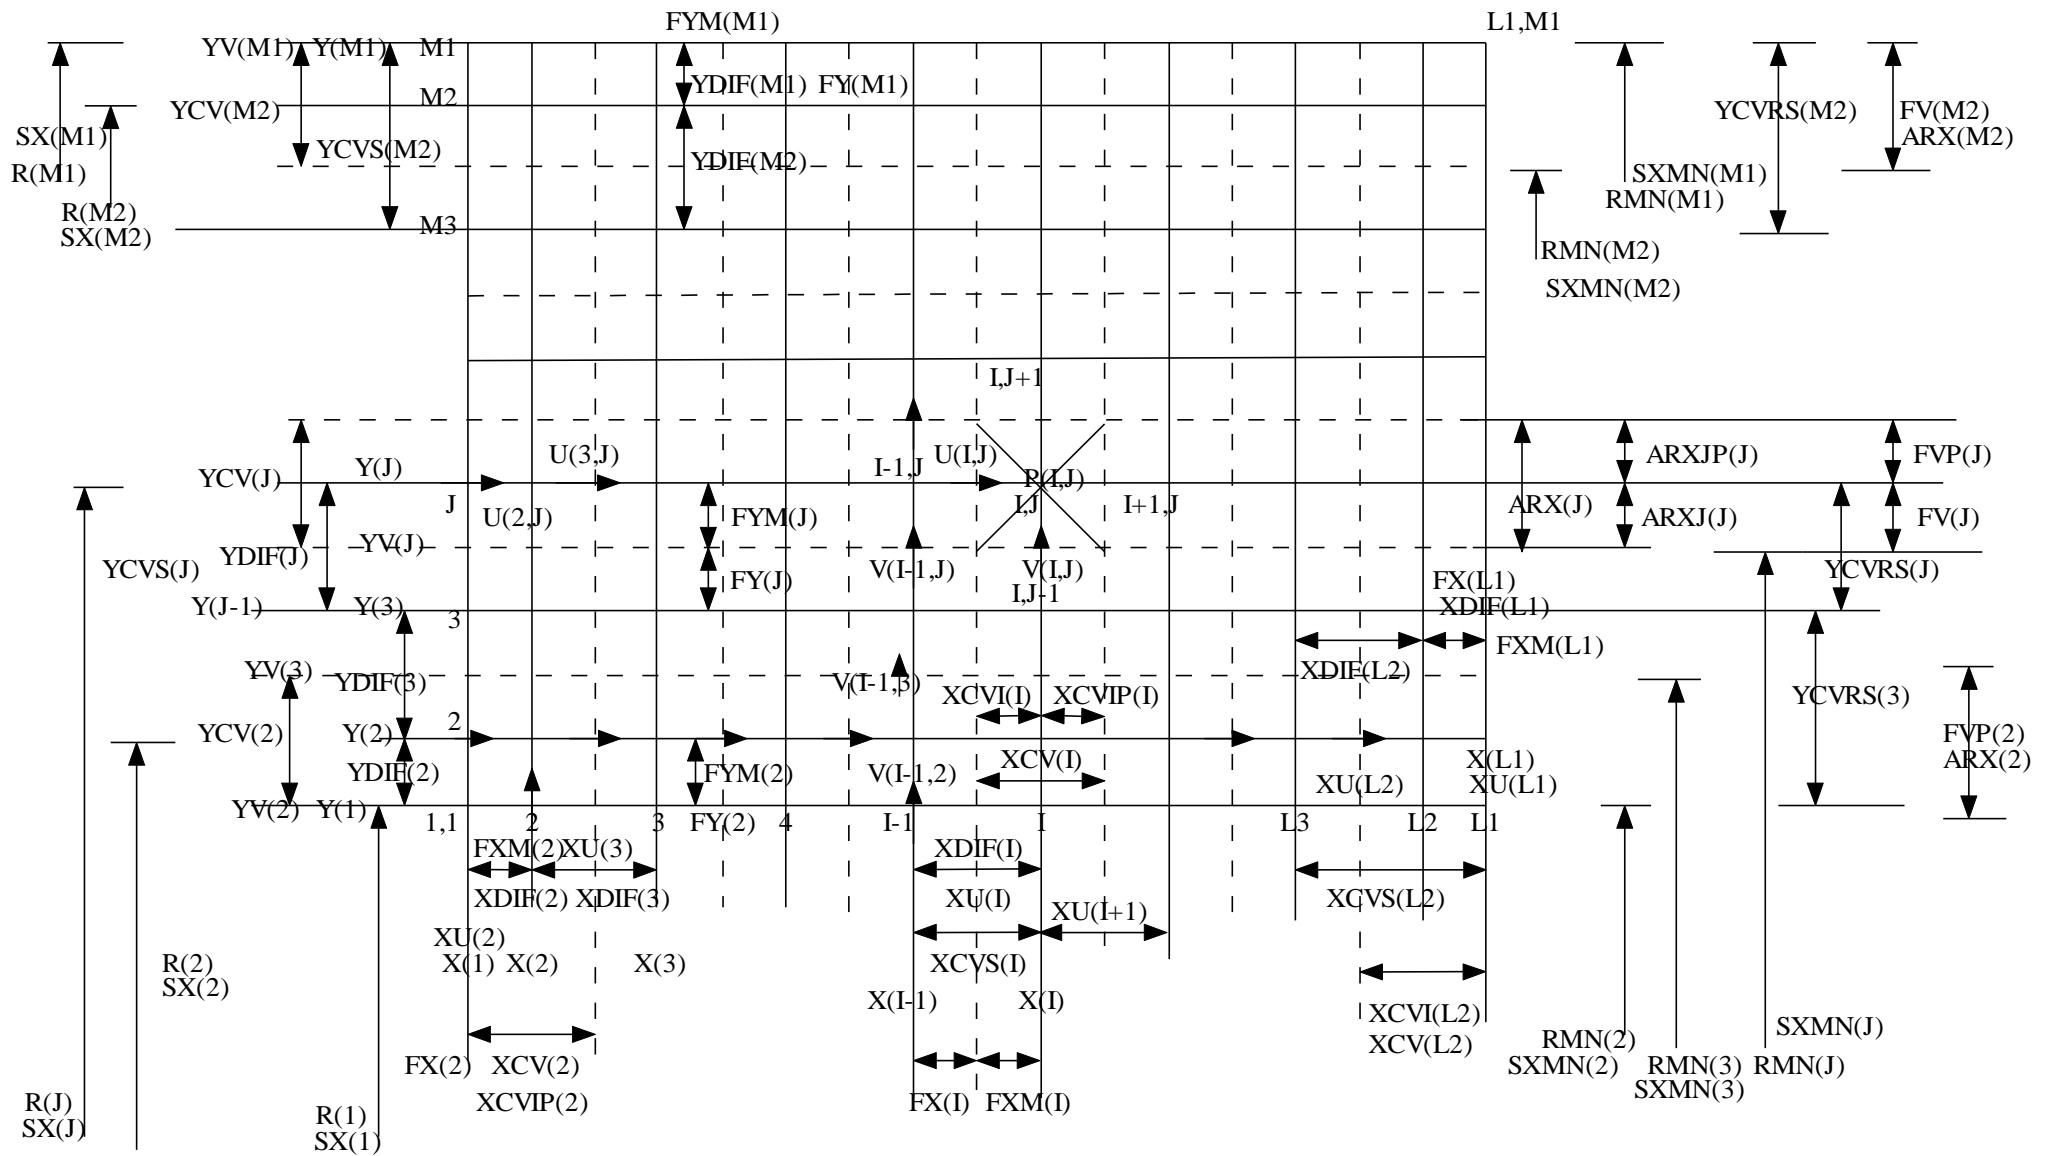 FYM(M1) L1,M1
YV(M1) Y(M1) M1
YDIF(M1) FY(M1)
M2
YCV(M2) YCVRS(M2) FV(M2)
SX(M1) ARX(M2)
YCVS(M2) YDIF(M2)
R(M1) SXMN(M1)
RMN(M1)
R(M2)
SX(M2) M3
RMN(M2)
SXMN(M2)
I,J+1
U(3,J) U(I,J) ARXJP(J) FVP(J)
YCV(J) Y(J) I-1,J P(I,J)
J I,J I+1,J ARX(J)
U(2,J) FYM(J) ARXJ(J) FV(J)
YDIF(J) YV(J)
YCVS(J) V(I-1,J) V(I,J) YCVRS(J)
FY(J) FX(L1)
I,J-1
Y(J-1) Y(3) XDIF(L1)
3
FXM(L1)
YV(3) YDIF(3) V(I-1,3) XDIF(L2)
XCVI(I) XCVIP(I) YCVRS(3)
2
YCV(2) Y(2) FVP(2)
X(L1) ARX(2)
XCV(I)
YDIF(2) FYM(2) V(I-1,2)
XU(L2) XU(L1)
YV(2) Y(1)
1,1 2 3 FY(2) 4 I-1 I L3 L2 L1
FXM(2) XU(3) XDIF(I)
XDIF(2) XDIF(3) XU(I) XCVS(L2)
XU(I+1)
XU(2)
R(2) X(1) X(2) X(3) XCVS(I)
SX(2)
X(I-1) X(I)
XCVI(L2) SXMN(J)
RMN(2)
XCV(L2)
FX(2) XCV(2) SXMN(2) RMN(3) RMN(J)
SXMN(3)
R(J) XCVIP(2) FX(I) FXM(I)
R(1)
SX(J)
SX(1)